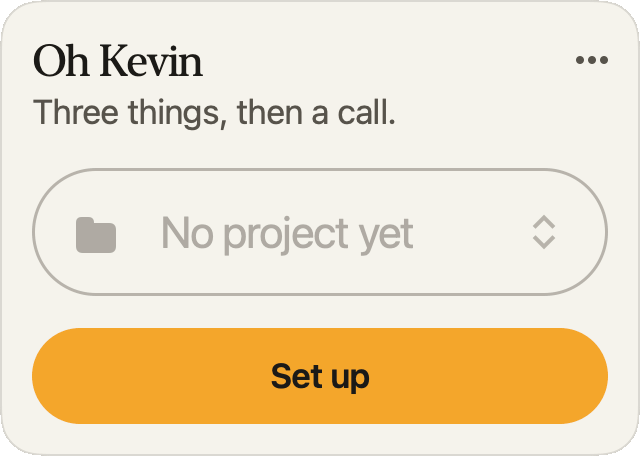 Oh Kevin
Three things, then a call.
No project yet
Set up